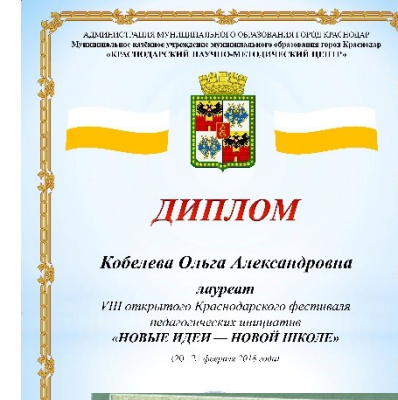 АДМИНИСТРАЦИЯ МУНИЦИПАЛЬНОГО ОБРАЗОВАНИЯ ГОРОД КРАСНОДАР
Муниципальное казённое учреждение муниципального образования город Краснодар
«КРАСНОДАРСКИЙ НАУЧНО-МЕТОДИЧЕСКИЙ ЦЕНТР»
ДИПЛОМ
Кобелева Ольга Александровна
лауреат
VIII открытого Краснодарского фестиваля
педагогических инициатив
«НОВЫЕ ИДЕИ — НОВОЙ ШКОЛЕ»
февраля 2018 года)